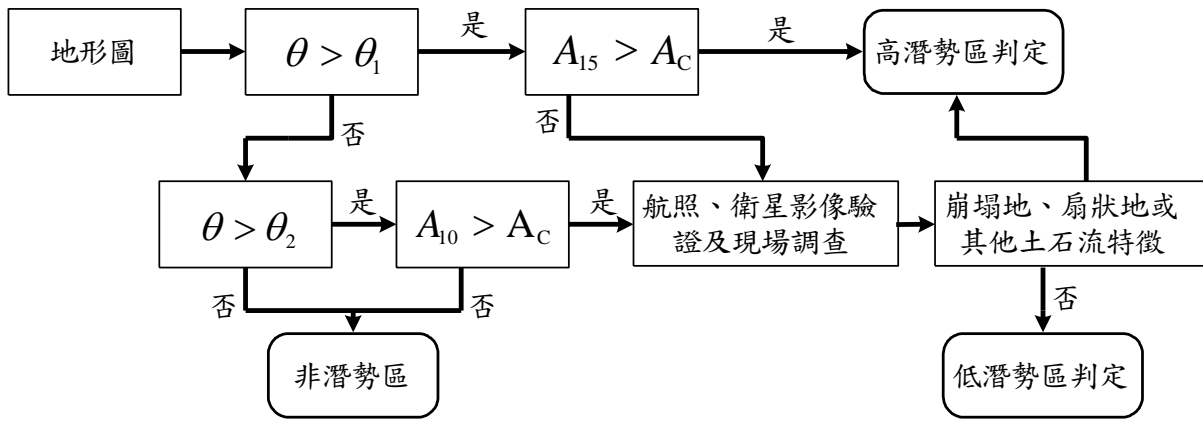 地形圖
θ > θ₁
是
A₁₅ > A_C
是
高潛勢區判定
否
否
θ > θ₂
是
A₁₀ > A_C
是
航照、衛星影像驗
證及現場調查
崩塌地、扇狀地或
其他土石流特徵
否
否
否
非潛勢區
低潛勢區判定